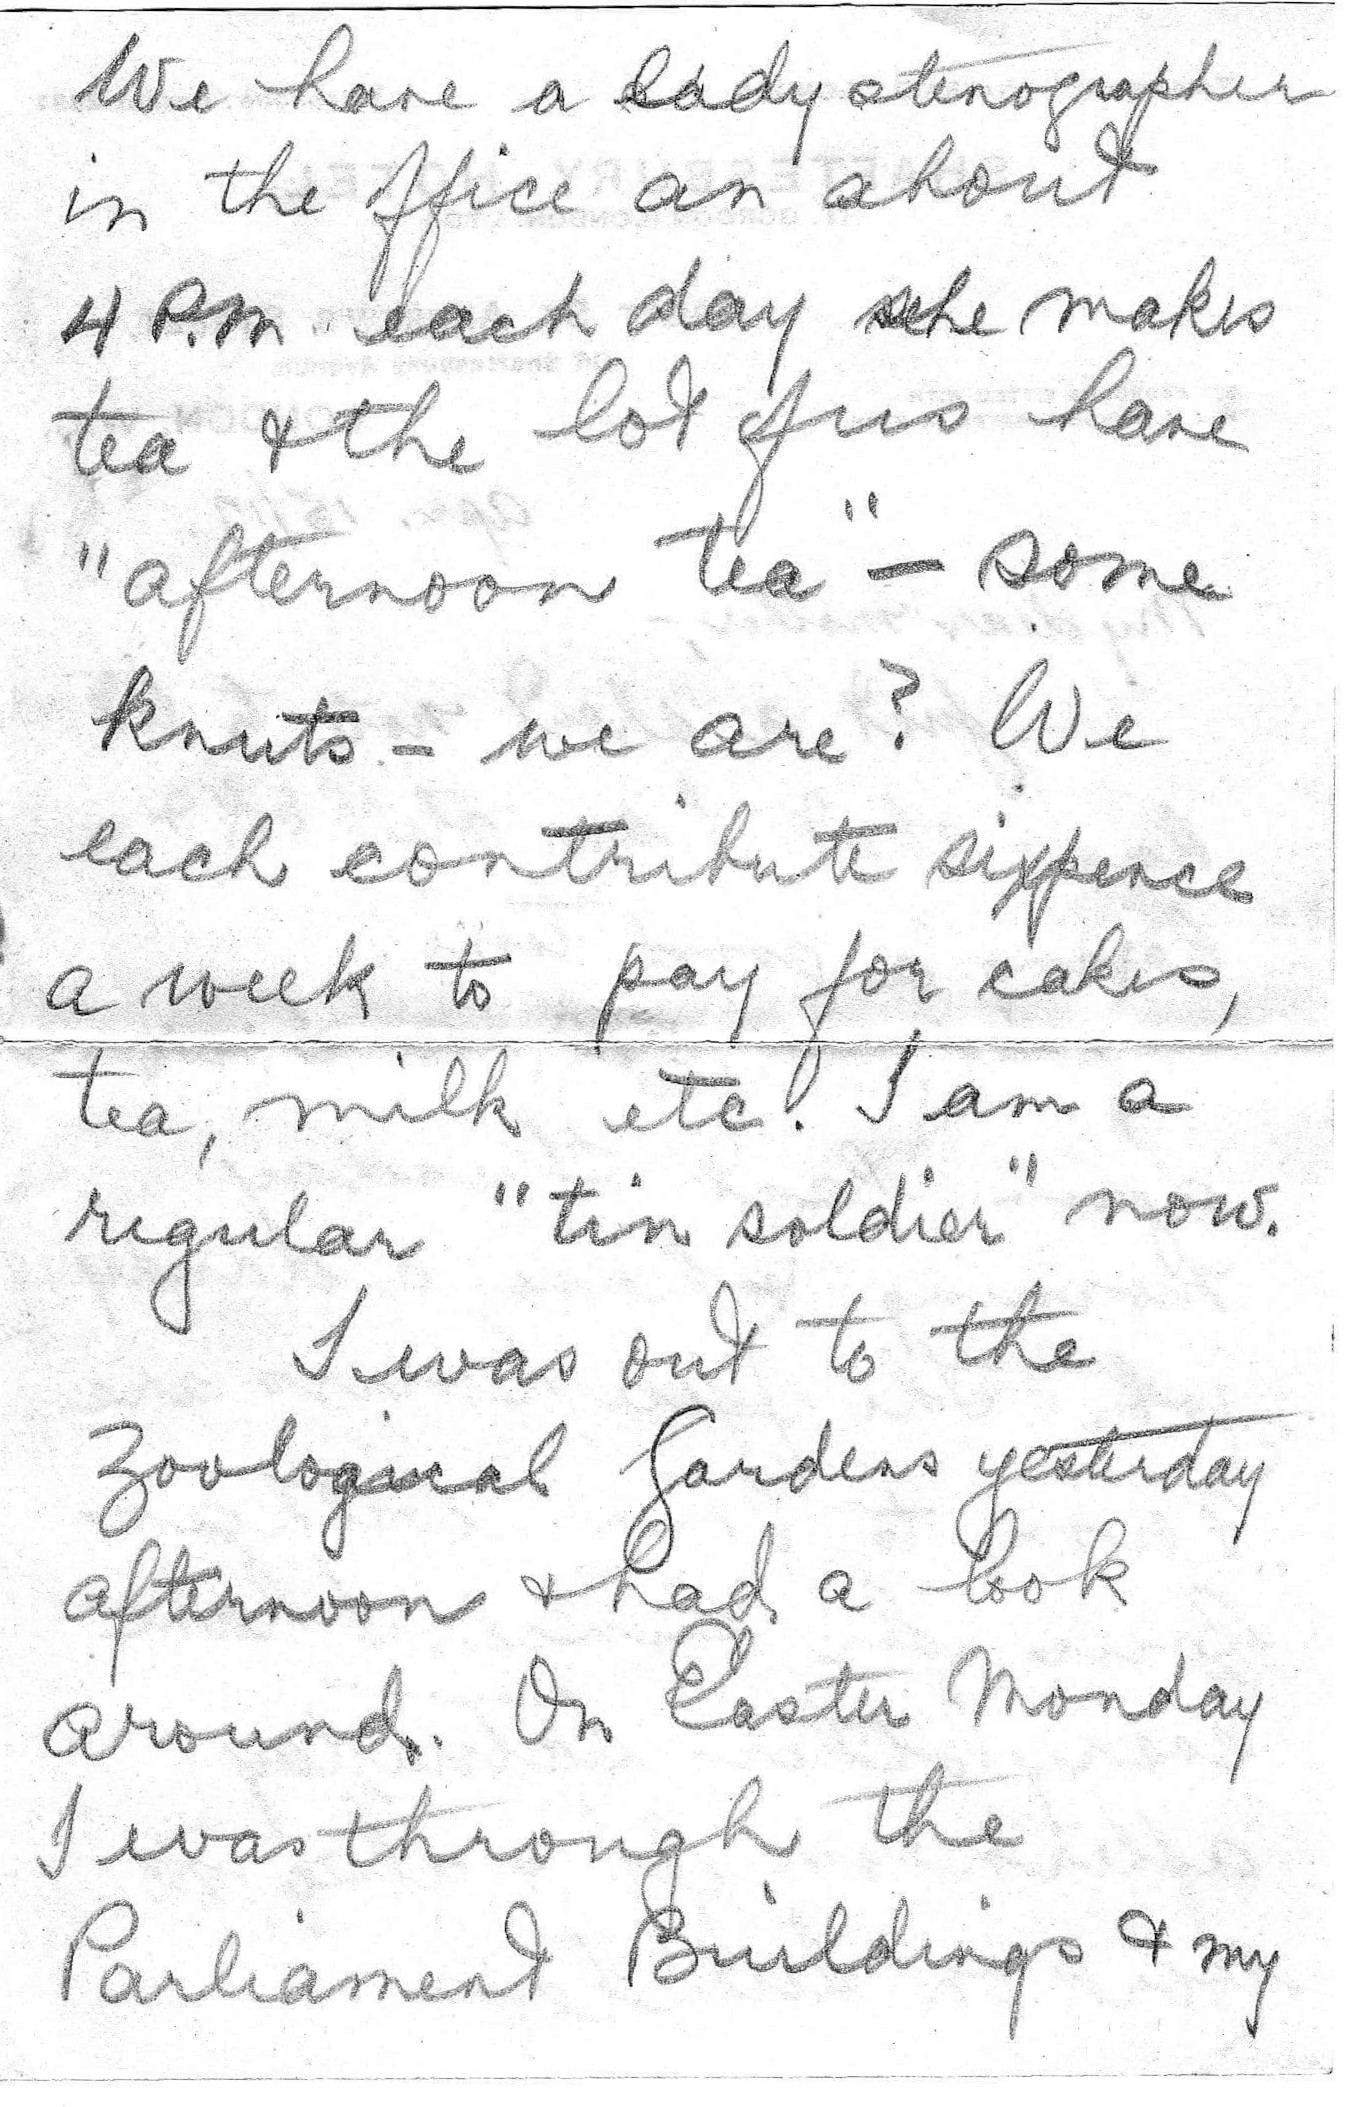 We have a lady stenographer
in the office an about
4 P.M. each day she makes
tea & the lot of us have
"afternoon tea" – some
knuts – we are? We
each contribute sixpence
a week to pay for cakes,
tea, milk etc. I am a
regular "tin soldier" now.
I was out to the
Zoological Gardens yesterday
afternoon & had a look
around. On Easter Monday
I was through the
Parliament Buildings & my